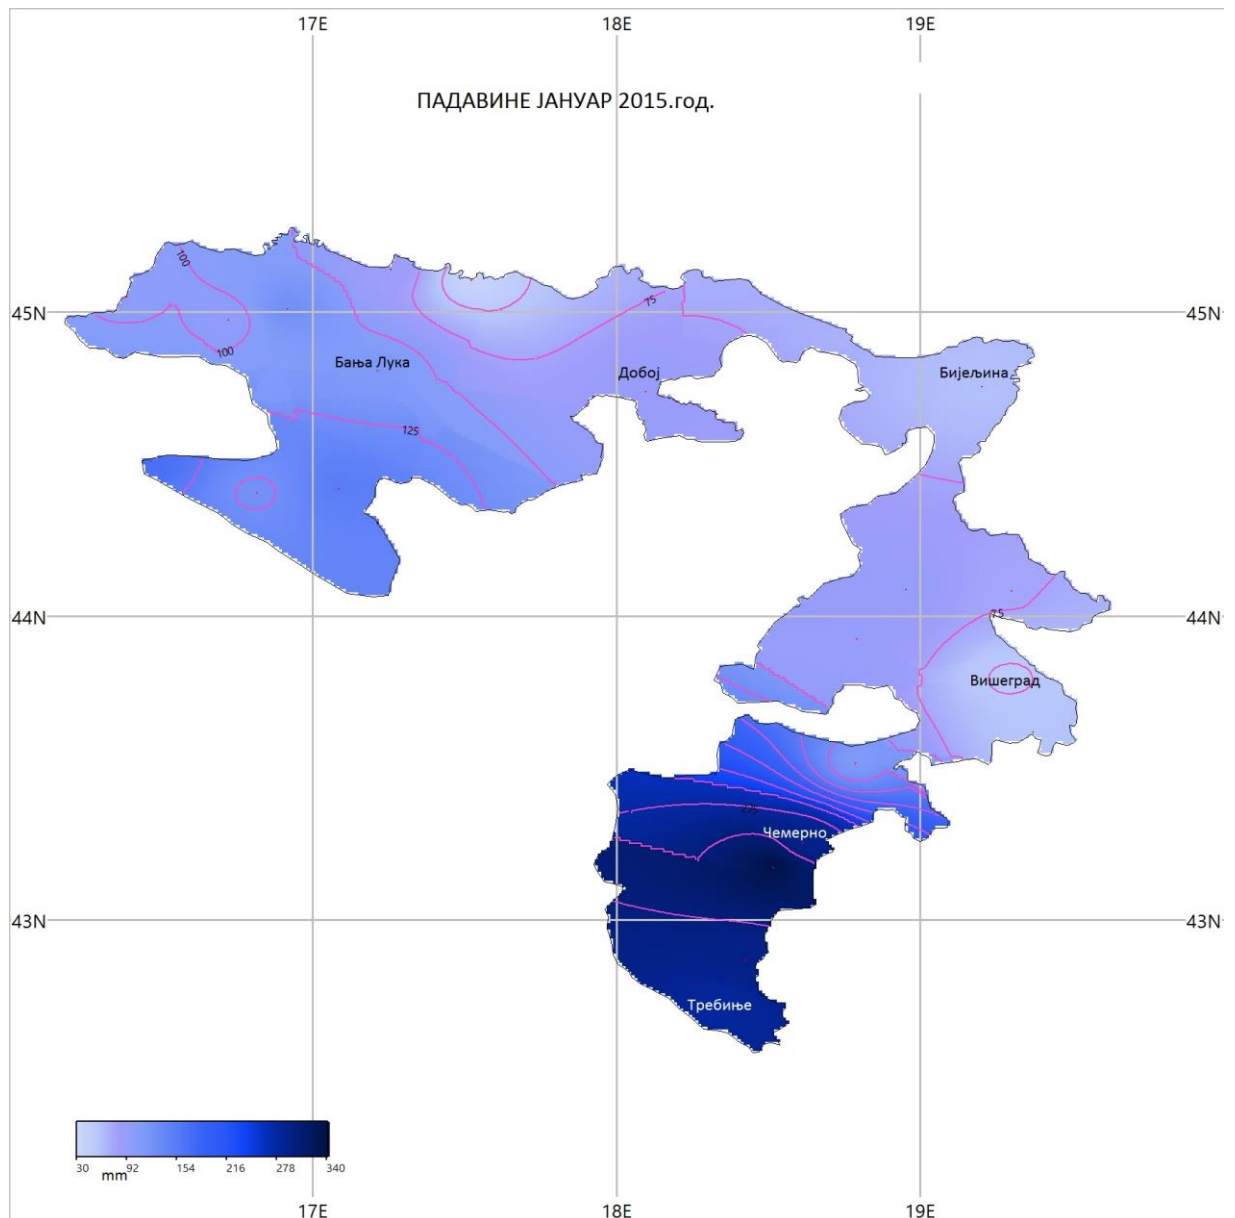 17E 18E 19E
ПАДАВИНЕ ЈАНУАР 2015.год.
100
75
45N 45N
100
Бања Лука
Добој
Бијељина
125
44N 75 44N
Вишеград
275
Чемерно
43N 43N
Требиње
30 92 154 216 278 340
mm
17E 18E 19E